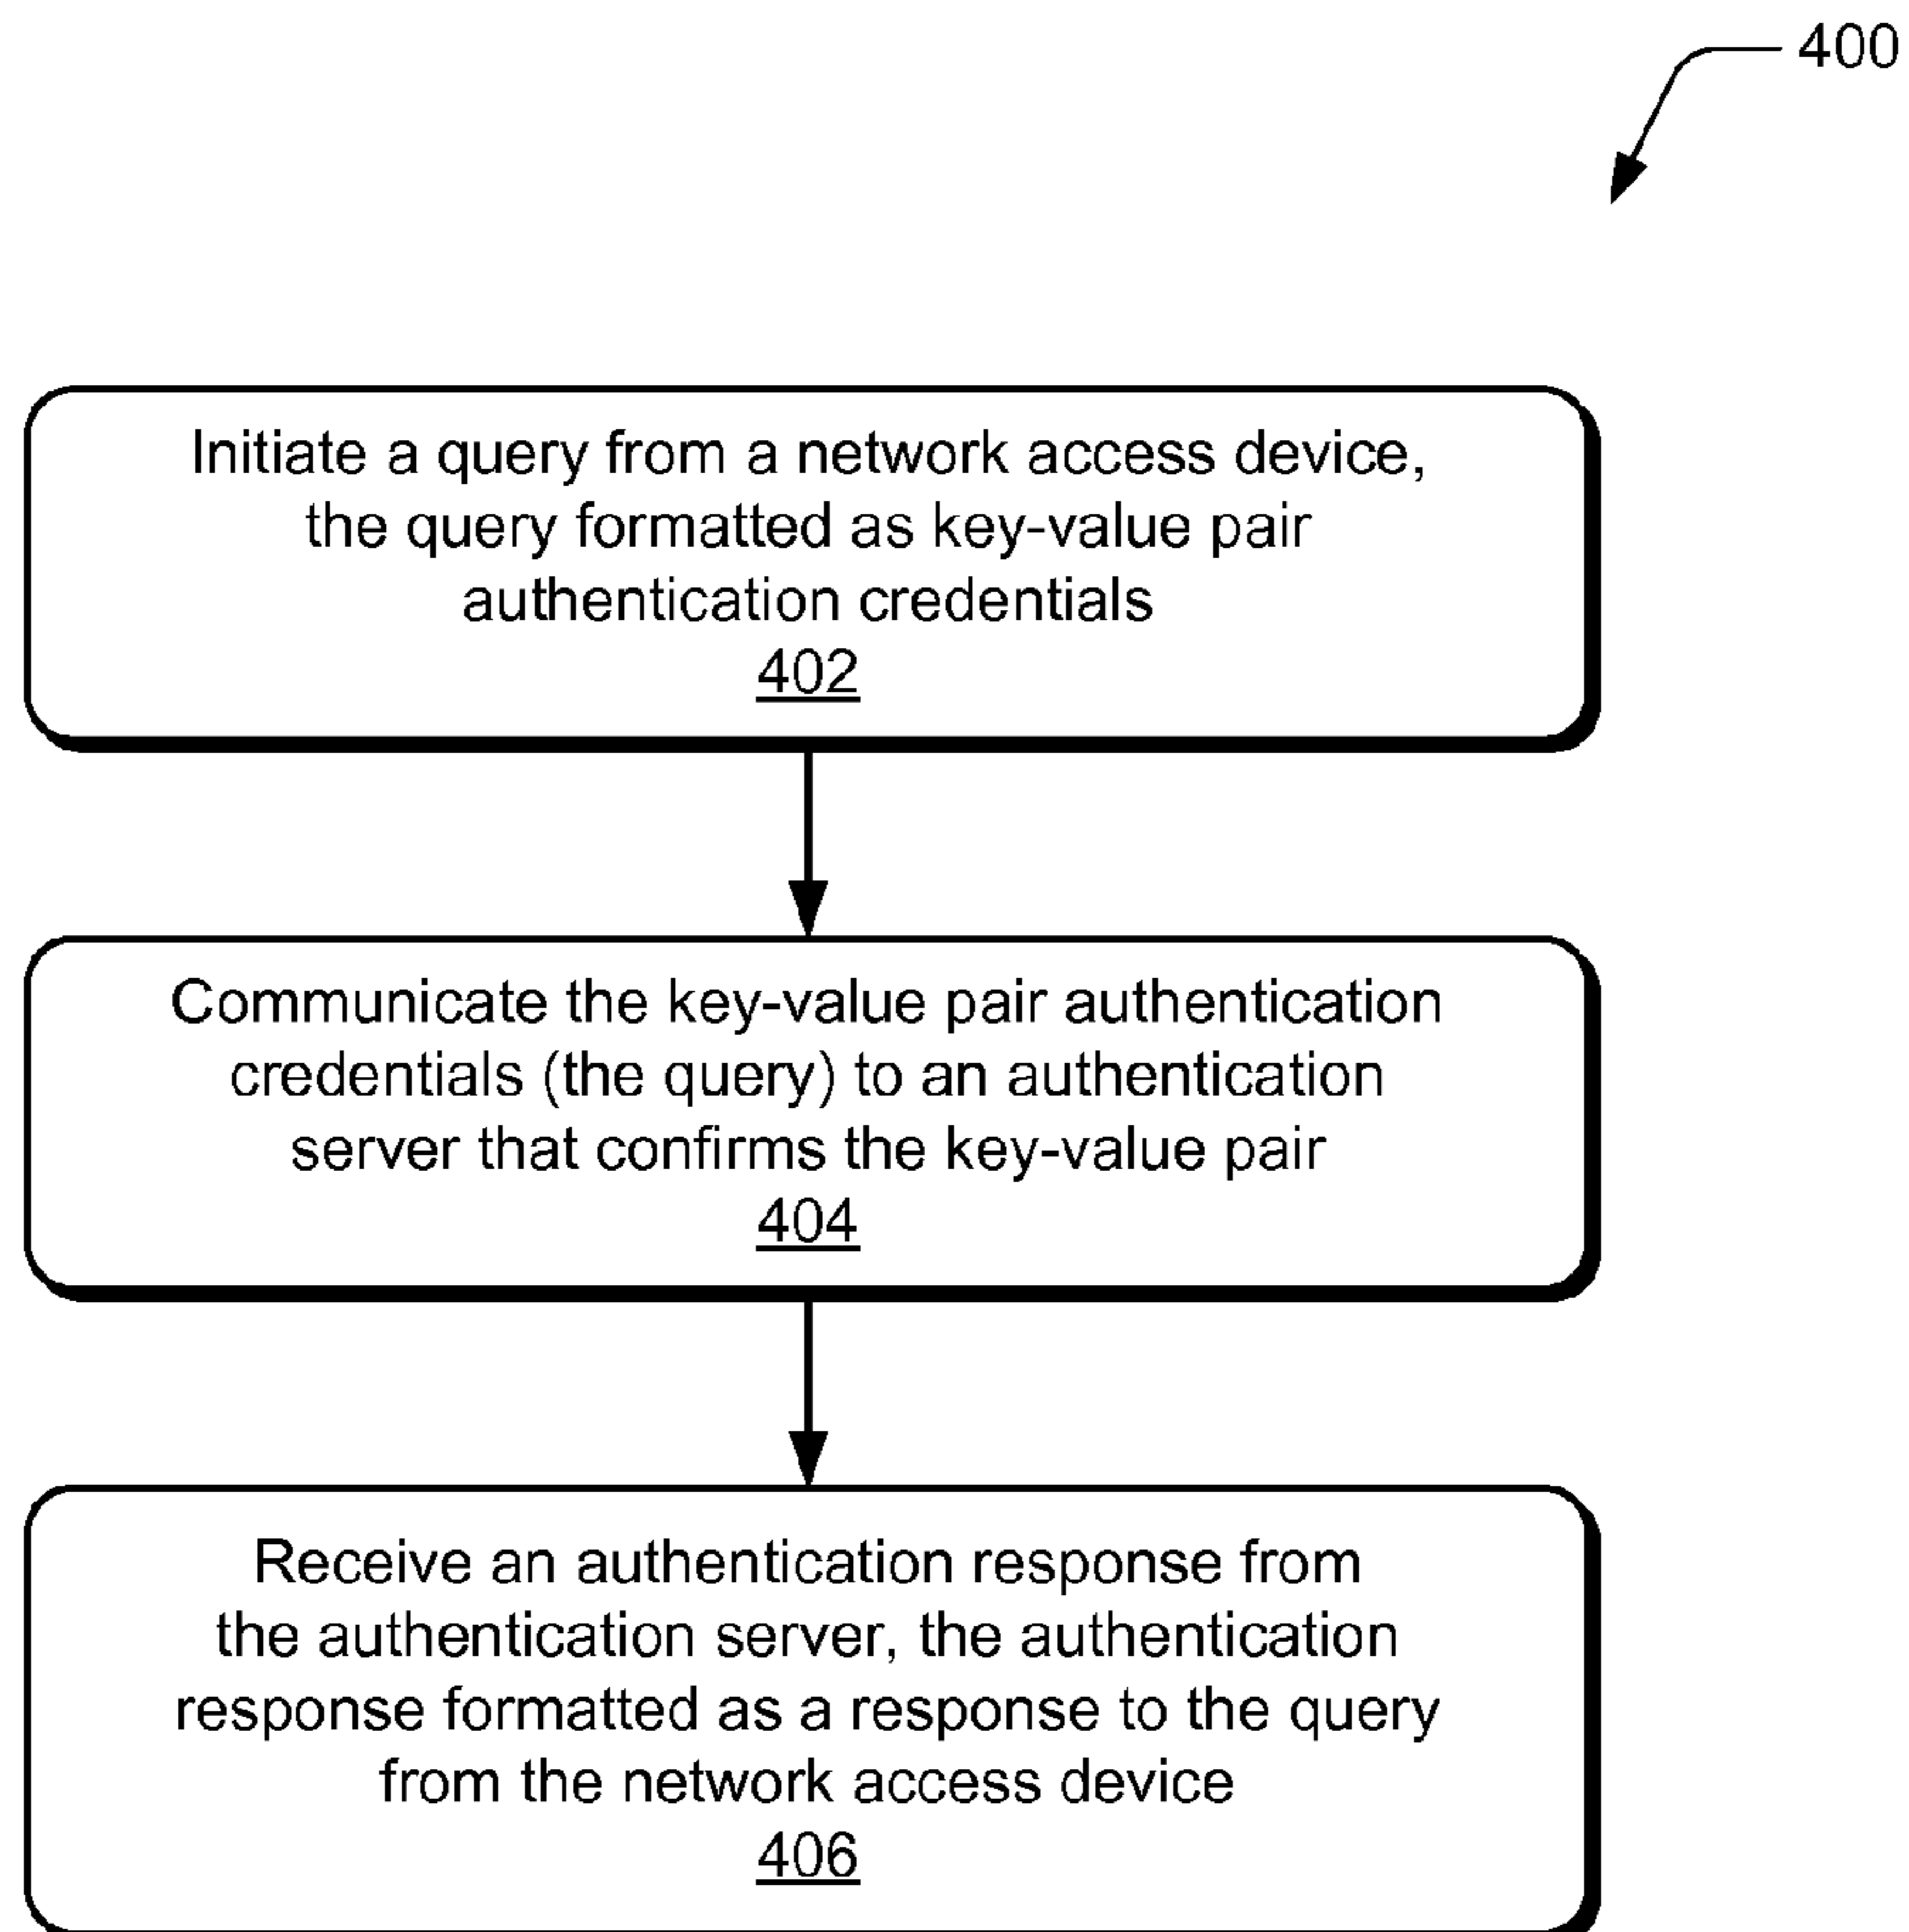 400
Initiate a query from a network access device,
the query formatted as key-value pair
authentication credentials
402
Communicate the key-value pair authentication
credentials (the query) to an authentication
server that confirms the key-value pair
404
Receive an authentication response from
the authentication server, the authentication
response formatted as a response to the query
from the network access device
406